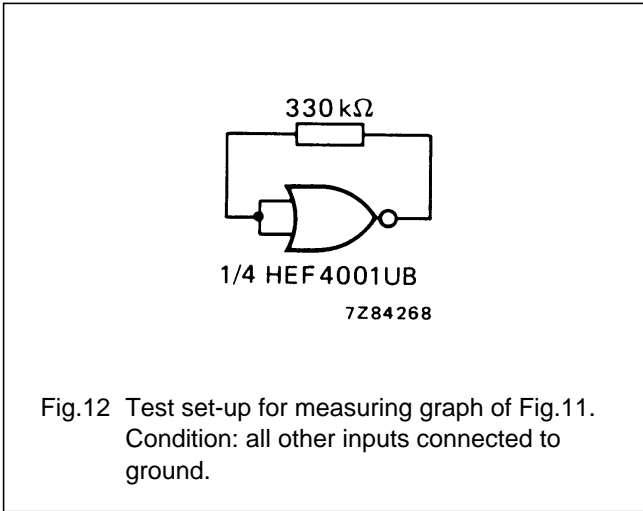 330 kΩ
1/4 HEF4001UB
7Z84268
Fig.12 Test set-up for measuring graph of Fig.11.
Condition: all other inputs connected to
ground.